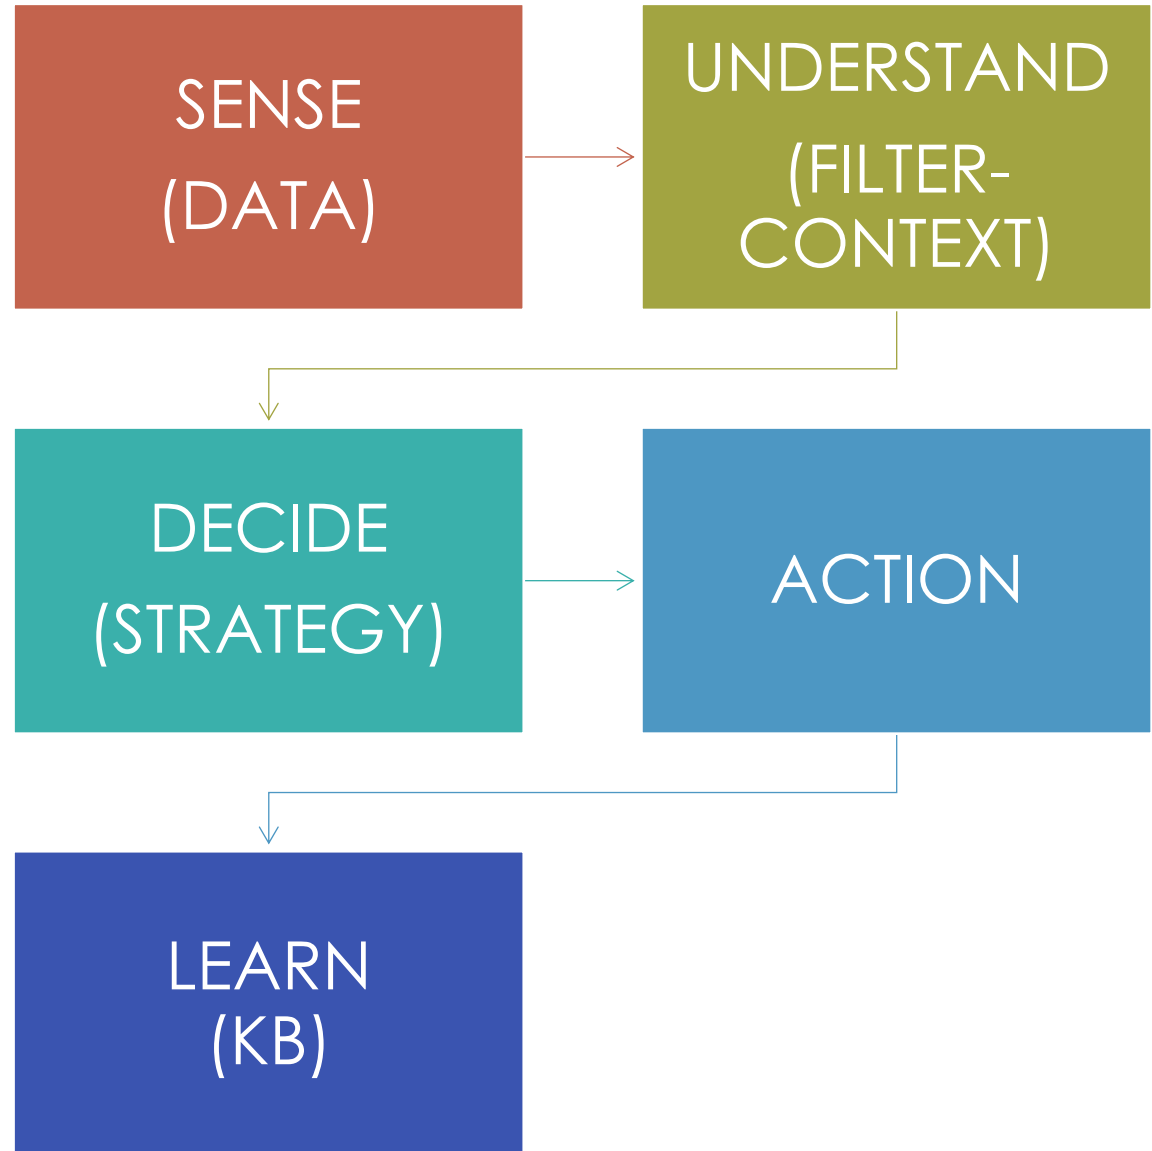 SENSE
(DATA)
UNDERSTAND
(FILTER-
CONTEXT)
DECIDE
(STRATEGY)
ACTION
LEARN
(KB)